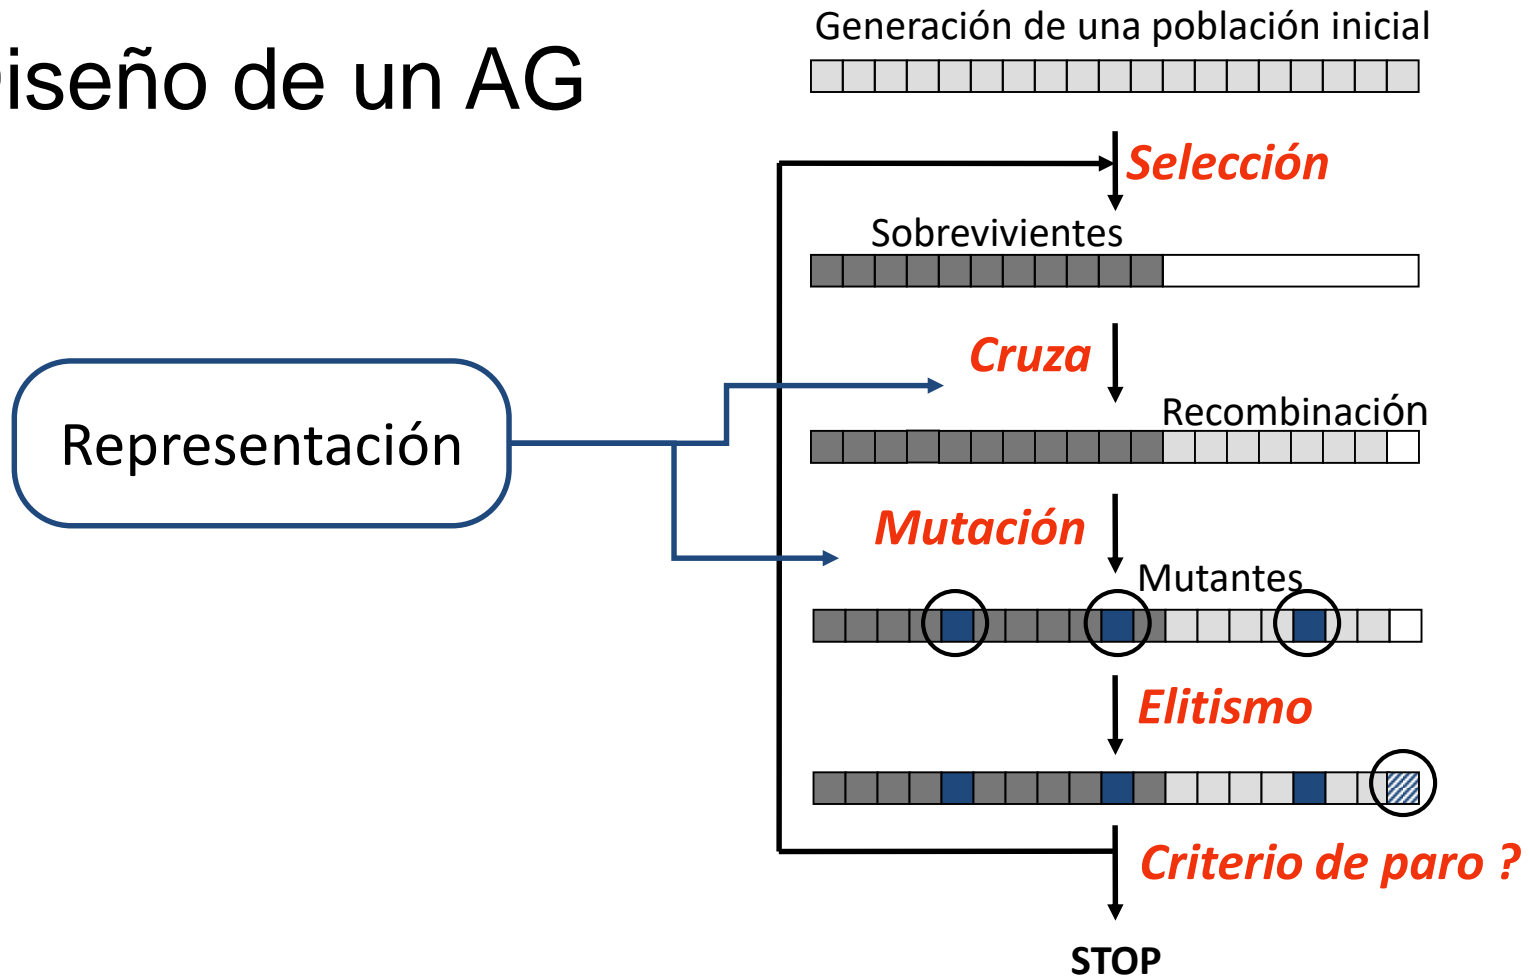 iseño de un AG
Generación de una población inicial
Selección
Sobrevivientes
Cruza
Representación
Recombinación
Mutación
Mutantes
Elitismo
Criterio de paro ?
STOP